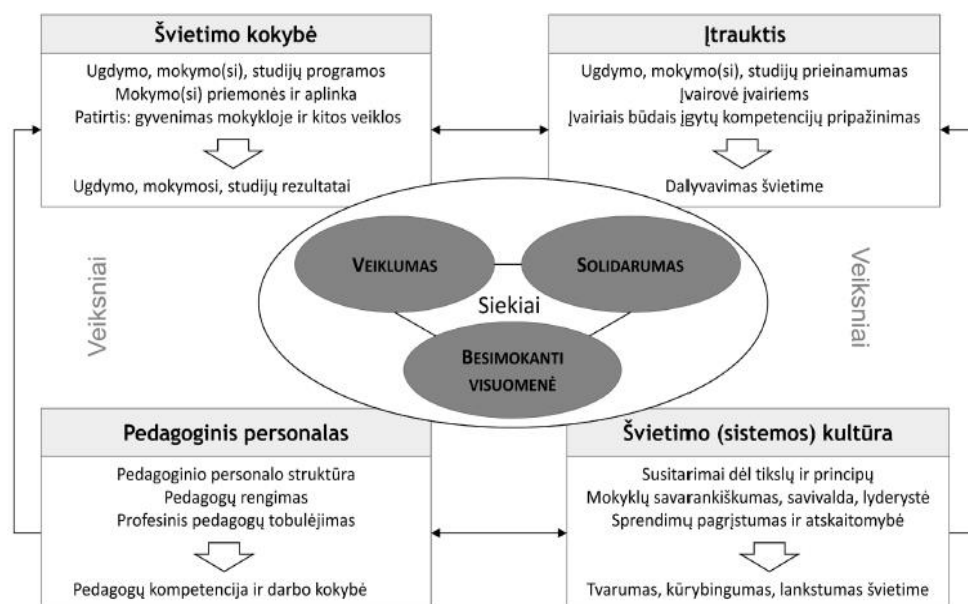 Švietimo kokybė
Ugdymo, mokymo(si), studijų programos
Mokymo(si) priemonės ir aplinka
Patirtis: gyvenimas mokykloje ir kitos veiklos
Ugdymo, mokymosi, studijų rezultatai
Įtrauktis
Ugdymo, mokymo(si), studijų prieinamumas
Įvairovė įvairiems
Įvairiais būdais įgytų kompetencijų pripažinimas
Dalyvavimas švietime
Veiksniai
VEIKLUMAS
SOLIDARUMAS
Siekiai
BESIMOKANTI
VISUOMENĖ
Veiksniai
Pedagoginis personalas
Pedagoginio personalo struktūra
Pedagogų rengimas
Profesinis pedagogų tobulėjimas
Pedagogų kompetencija ir darbo kokybė
Švietimo (sistemos) kultūra
Susitarimai dėl tikslų ir principų
Mokyklų savarankiškumas, savivalda, lyderystė
Sprendimų pagrįstumas ir atskaitomybė
Tvarumas, kūrybingumas, lankstumas švietime